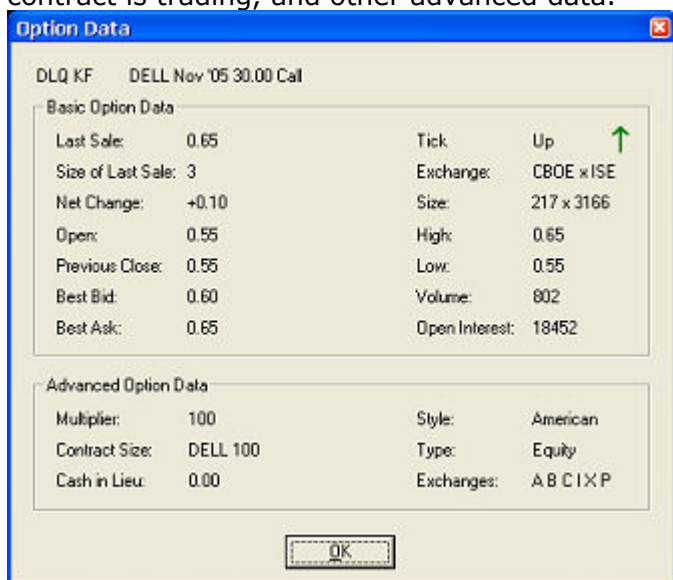 contract is trading, and other advanced data.
Option Data
DLQ KF DELL Nov '05 30.00 Call
Basic Option Data
Last Sale: 0.65 Tick Up
Size of Last Sale: 3 Exchange: CBOE x ISE
Net Change: +0.10 Size: 217 x 3166
Open: 0.55 High: 0.65
Previous Close: 0.55 Low: 0.55
Best Bid: 0.60 Volume: 802
Best Ask: 0.65 Open Interest: 18452
Advanced Option Data
Multiplier: 100 Style: American
Contract Size: DELL 100 Type: Equity
Cash in Lieu: 0.00 Exchanges: A B C I X P
OK